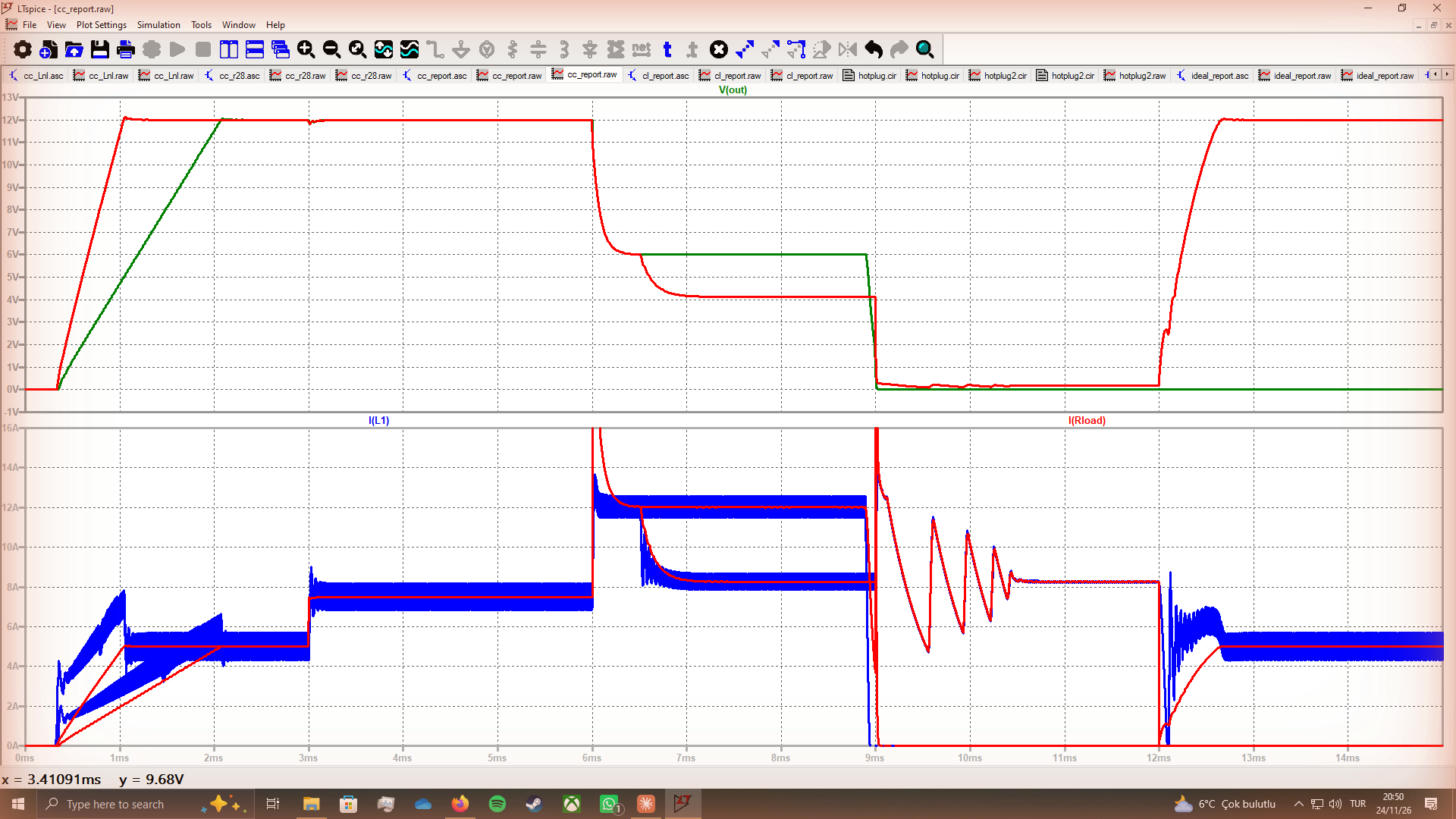 LTspice - [cc_report.raw]
File View Plot Settings Simulation Tools Window Help
cc_Lnl.asc cc_Lnl.raw cc_Lnl.raw cc_r28.asc cc_r28.raw cc_r28.raw cc_report.asc cc_report.raw cc_report.raw cl_report.asc cl_report.raw cl_report.raw hotplug.cir hotplug.cir hotplug2.cir hotplug2.cir hotplug2.raw ideal_report.asc ideal_report.raw ideal_report.raw
V(out)
13V
12V
11V
10V
9V
8V
7V
6V
5V
4V
3V
2V
1V
0V
-1V
I(L1) I(Rload)
16A
14A
12A
10A
8A
6A
4A
2A
0A
0ms 1ms 2ms 3ms 4ms 5ms 6ms 7ms 8ms 9ms 10ms 11ms 12ms 13ms 14ms
x = 3.41091ms y = 9.68V
Type here to search 1 6°C Çok bulutlu TUR 20:50
24/11/26